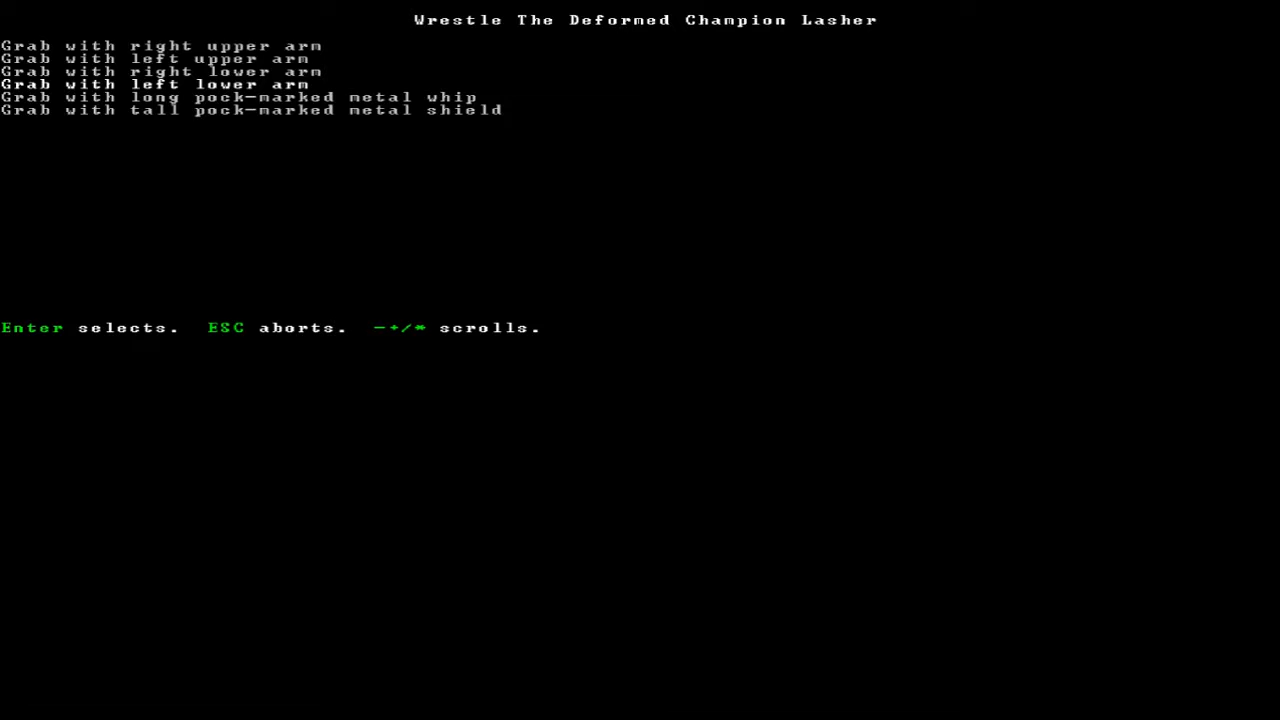 Wrestle The Deformed Champion Lasher
Grab with right upper arm
Grab with left upper arm
Grab with right lower arm
Grab with left lower arm
Grab with long pock-marked metal whip
Grab with tall pock-marked metal shield
Enter selects. ESC aborts. -+/* scrolls.